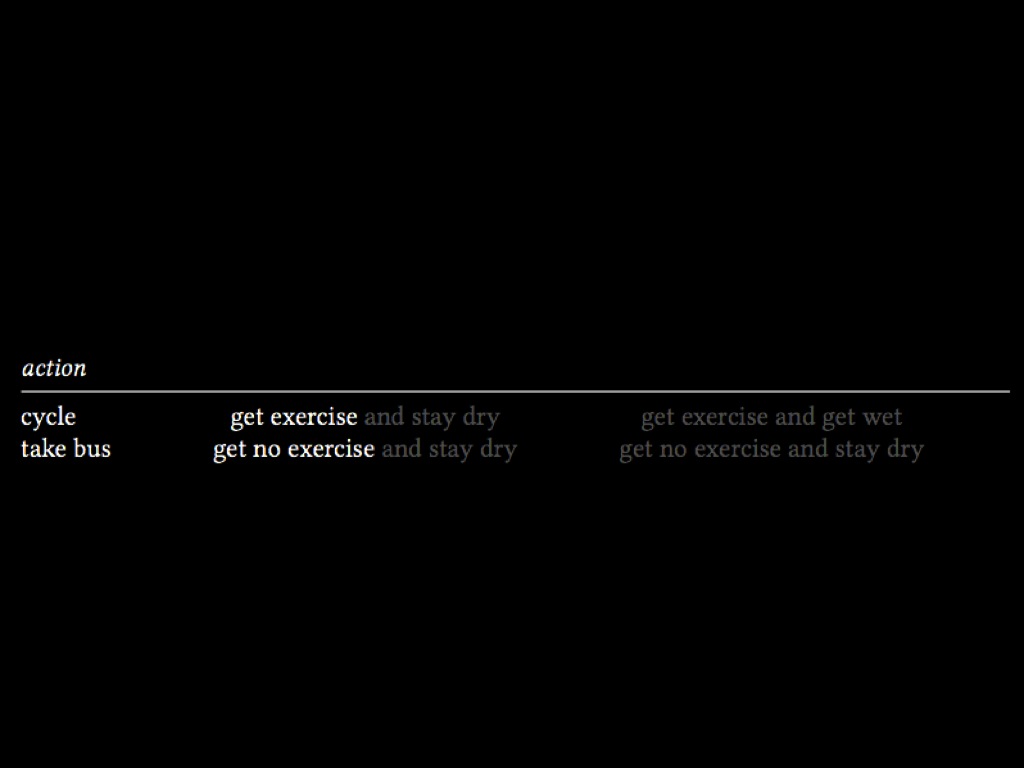 action
cycle get exercise and stay dry get exercise and get wet
take bus get no exercise and stay dry get no exercise and stay dry